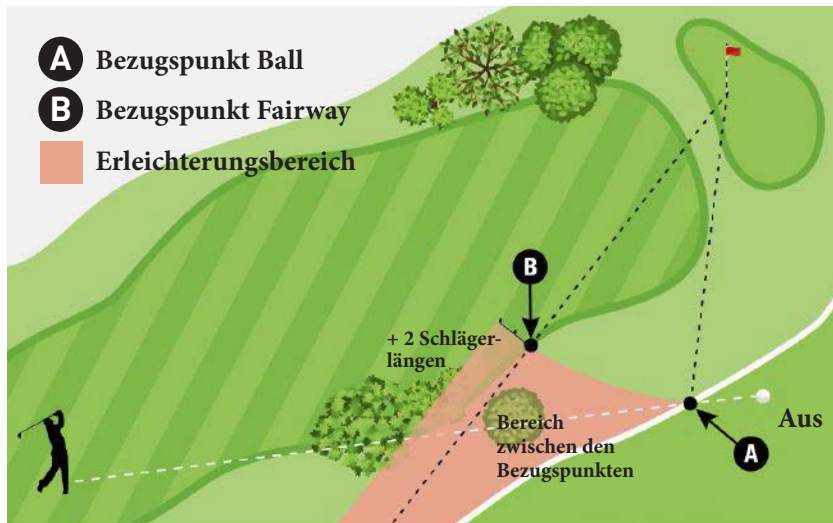 A Bezugspunkt Ball
B Bezugspunkt Fairway
Erleichterungsbereich
B
+ 2 Schläger-
längen
Bereich
zwischen den
Bezugspunkten
Aus
A